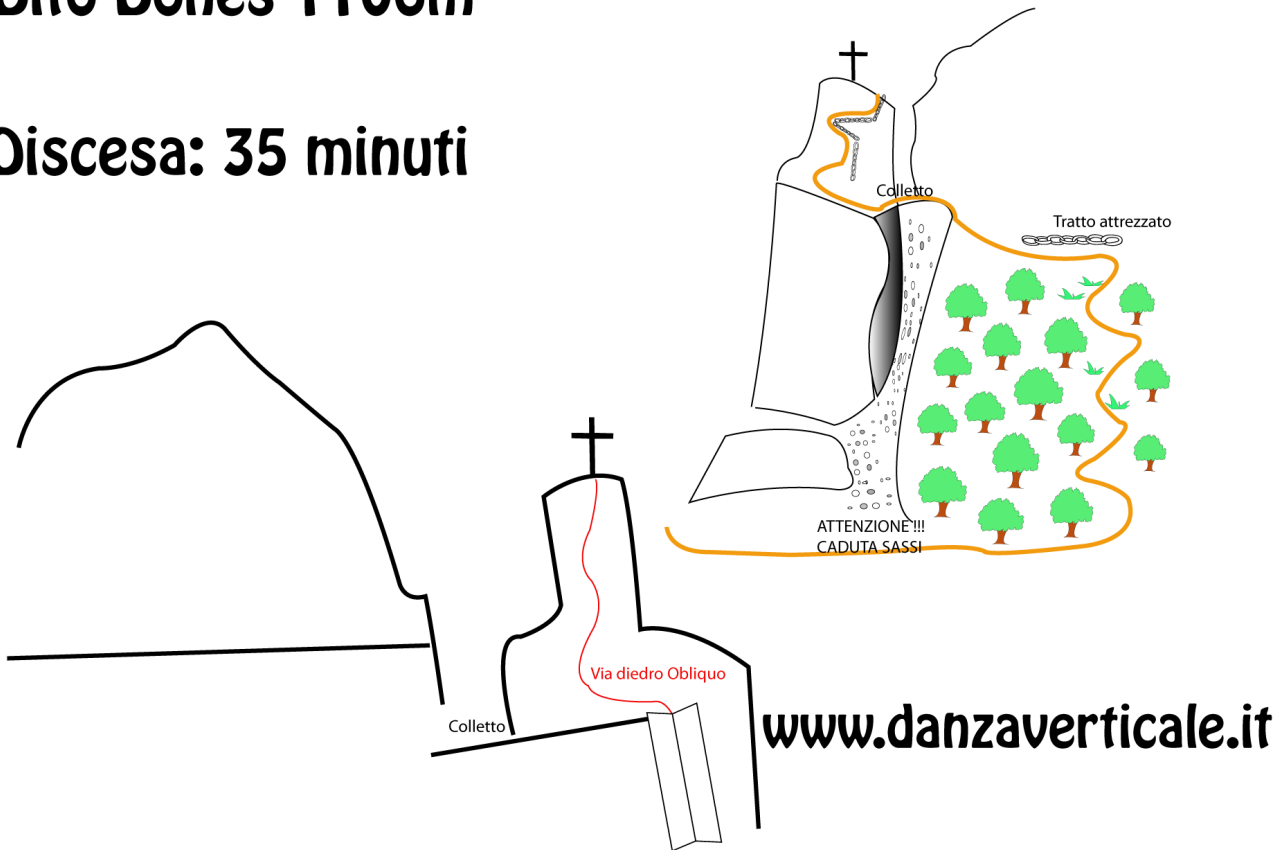 Discesa: 35 minuti
Colletto
Tratto attrezzato
ATTENZIONE !!!
CADUTA SASSI
Via diedro Obliquo
Colletto
www.danzaverticale.it